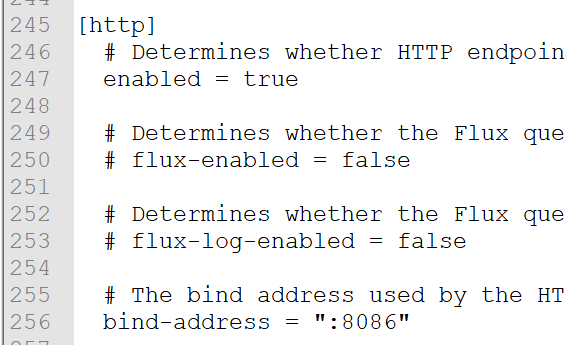 245 [http]
246 # Determines whether HTTP endpoin
247 enabled = true
248
249 # Determines whether the Flux que
250 # flux-enabled = false
251
252 # Determines whether the Flux que
253 # flux-log-enabled = false
254
255 # The bind address used by the HT
256 bind-address = ":8086"